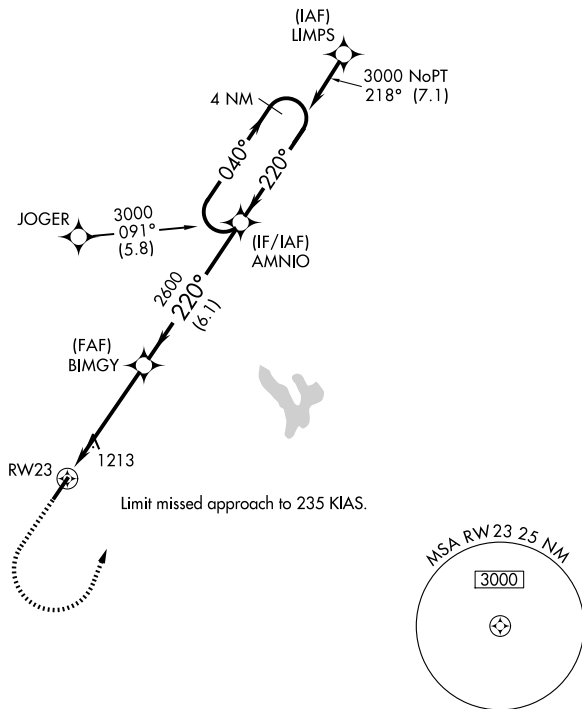 (IAF)
LIMPS
3000 NoPT
218° (7.1)
4 NM
040°
220°
JOGER
3000
091°
(5.8)
(IF/IAF)
AMNIO
2600
220°
(6.1)
(FAF)
BIMGY
1213
RW23
Limit missed approach to 235 KIAS.
MSA RW23 25 NM
3000